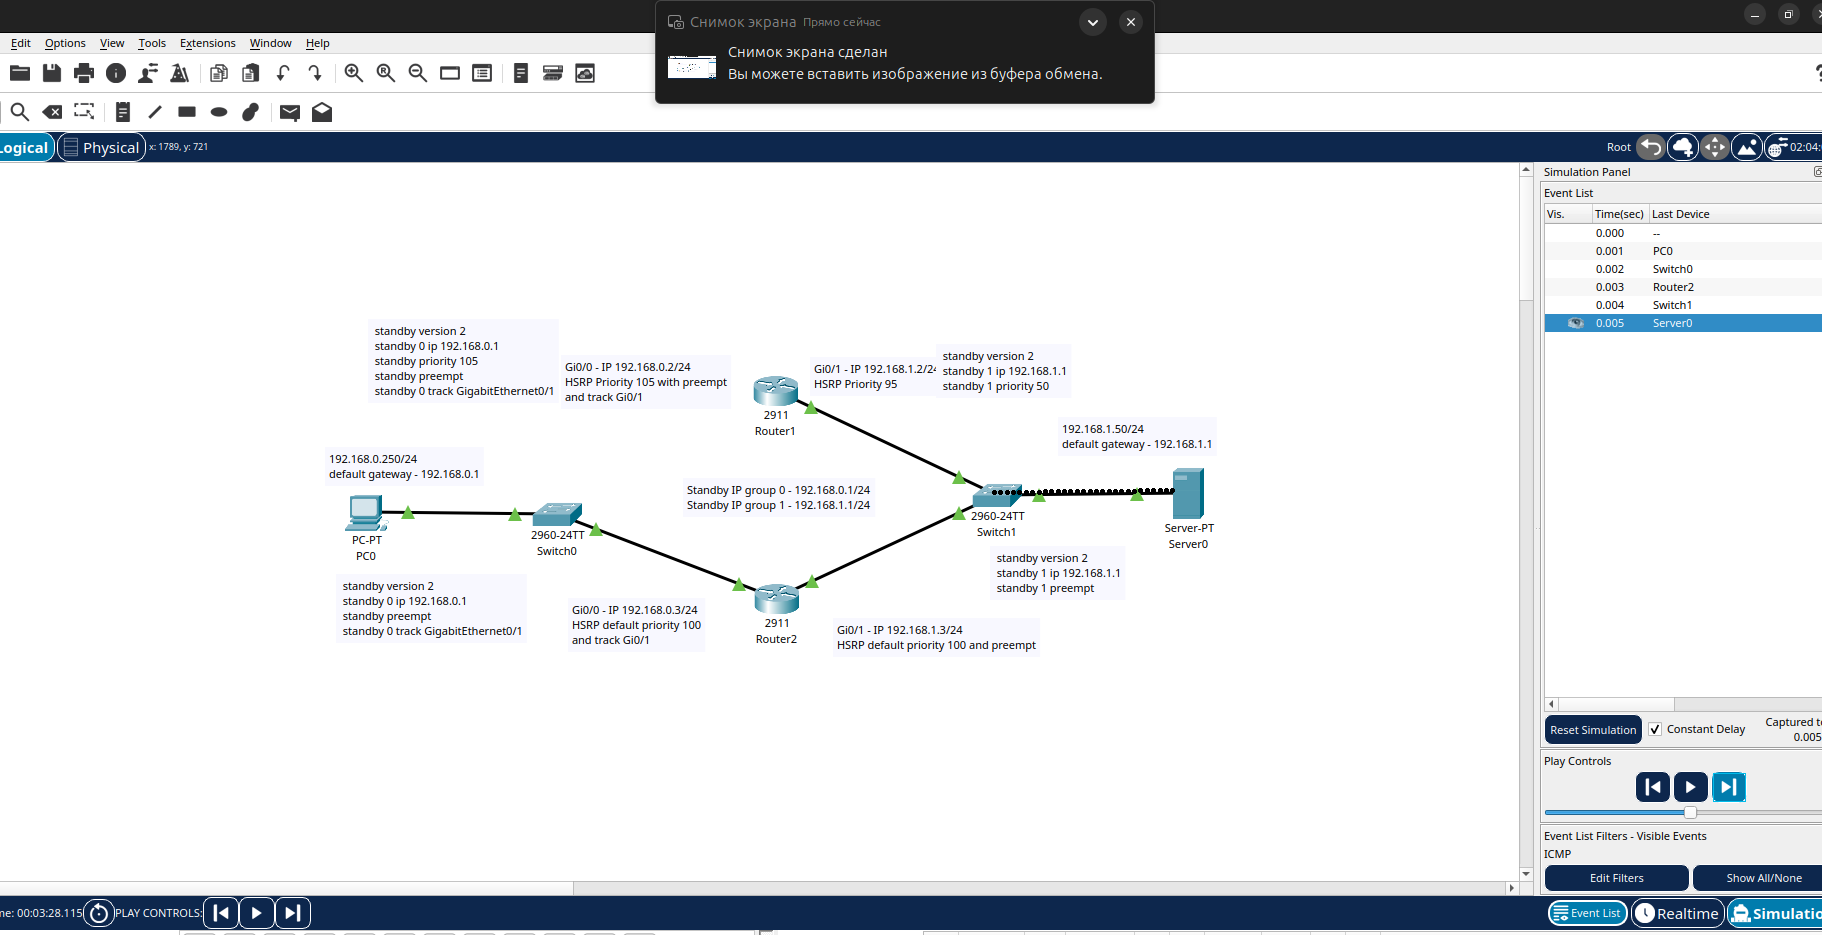 Снимок экрана Прямо сейчас
Снимок экрана сделан
Вы можете вставить изображение из буфера обмена.
Edit Options View Tools Extensions Window Help
Logical Physical x: 1789, y: 721
Root 02:04:
Simulation Panel
Event List
Vis. Time(sec) Last Device
0.000 --
0.001 PC0
0.002 Switch0
0.003 Router2
0.004 Switch1
0.005 Server0
standby version 2
standby 0 ip 192.168.0.1
standby priority 105
standby preempt
standby 0 track GigabitEthernet0/1
Gi0/0 - IP 192.168.0.2/24
HSRP Priority 105 with preempt
and track Gi0/1
2911
Router1
Gi0/1 - IP 192.168.1.2/24
HSRP Priority 95
standby version 2
standby 1 ip 192.168.1.1
standby 1 priority 50
192.168.1.50/24
default gateway - 192.168.1.1
192.168.0.250/24
default gateway - 192.168.0.1
PC-PT
PC0
2960-24TT
Switch0
Standby IP group 0 - 192.168.0.1/24
Standby IP group 1 - 192.168.1.1/24
2960-24TT
Switch1
Server-PT
Server0
standby version 2
standby 1 ip 192.168.1.1
standby 1 preempt
standby version 2
standby 0 ip 192.168.0.1
standby preempt
standby 0 track GigabitEthernet0/1
Gi0/0 - IP 192.168.0.3/24
HSRP default priority 100
and track Gi0/1
2911
Router2
Gi0/1 - IP 192.168.1.3/24
HSRP default priority 100 and preempt
Reset Simulation Constant Delay Captured to
0.005
Play Controls
Event List Filters - Visible Events
ICMP
Edit Filters Show All/None
me: 00:03:28.115 PLAY CONTROLS:
Event List Realtime Simulatio